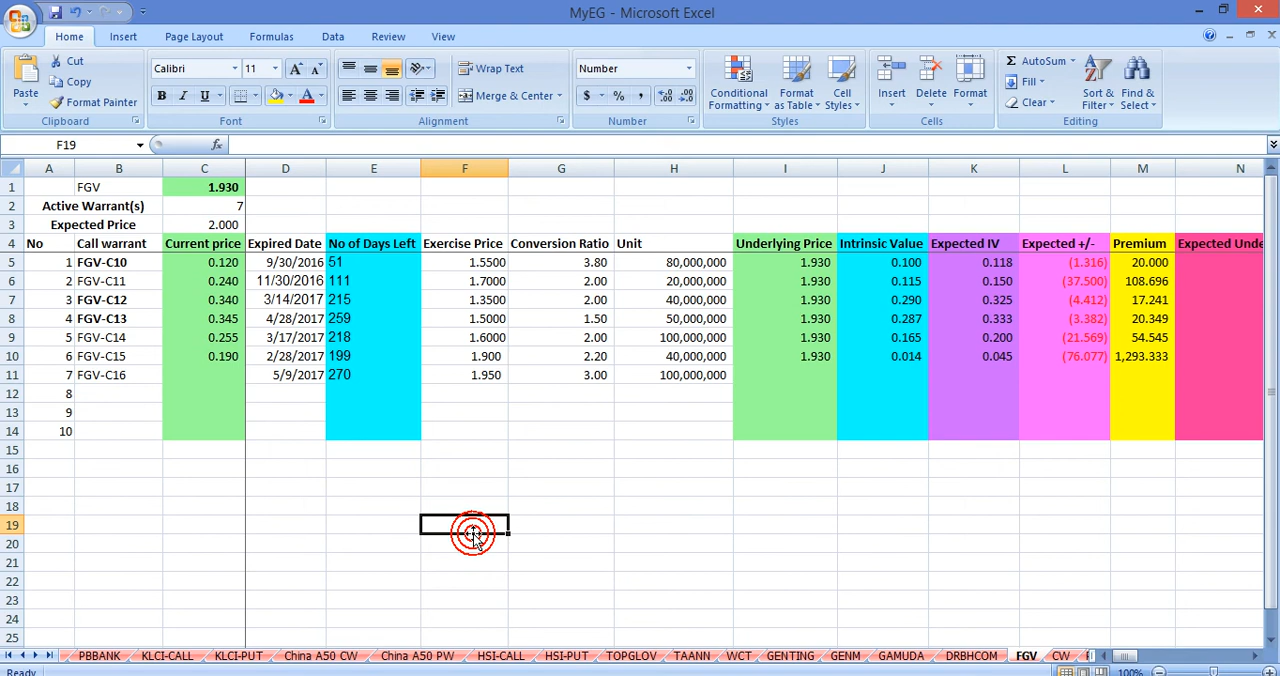 MyEG - Microsoft Excel
Home Insert Page Layout Formulas Data Review View
Paste Cut Copy Format Painter Clipboard
Calibri 11 A A B I U A Font
Wrap Text Merge & Center Alignment
Number $ % , Number
Conditional Formatting Format as Table Cell Styles Styles
Insert Delete Format Cells
Σ AutoSum Fill Clear Sort & Filter Find & Select Editing
F19 fx
A B C D E F G H I J K L M N
1 FGV 1.930
2 Active Warrant(s) 7
3 Expected Price 2.000
4 No Call warrant Current price Expired Date No of Days Left Exercise Price Conversion Ratio Unit Underlying Price Intrinsic Value Expected IV Expected +/- Premium Expected Unde
5 1 FGV-C10 0.120 9/30/2016 51 1.5500 3.80 80,000,000 1.930 0.100 0.118 (1.316) 20.000
6 2 FGV-C11 0.240 11/30/2016 111 1.7000 2.00 20,000,000 1.930 0.115 0.150 (37.500) 108.696
7 3 FGV-C12 0.340 3/14/2017 215 1.3500 2.00 40,000,000 1.930 0.290 0.325 (4.412) 17.241
8 4 FGV-C13 0.345 4/28/2017 259 1.5000 1.50 50,000,000 1.930 0.287 0.333 (3.382) 20.349
9 5 FGV-C14 0.255 3/17/2017 218 1.6000 2.00 100,000,000 1.930 0.165 0.200 (21.569) 54.545
10 6 FGV-C15 0.190 2/28/2017 199 1.900 2.20 40,000,000 1.930 0.014 0.045 (76.077) 1,293.333
11 7 FGV-C16 5/9/2017 270 1.950 3.00 100,000,000
12 8
13 9
14 10
15
16
17
18
19
20
21
22
23
24
25
PBBANK KLCI-CALL KLCI-PUT China A50 CW China A50 PW HSI-CALL HSI-PUT TOPGLOV TAANN WCT GENTING GENM GAMUDA DRBHCOM FGV CW
Ready 100%